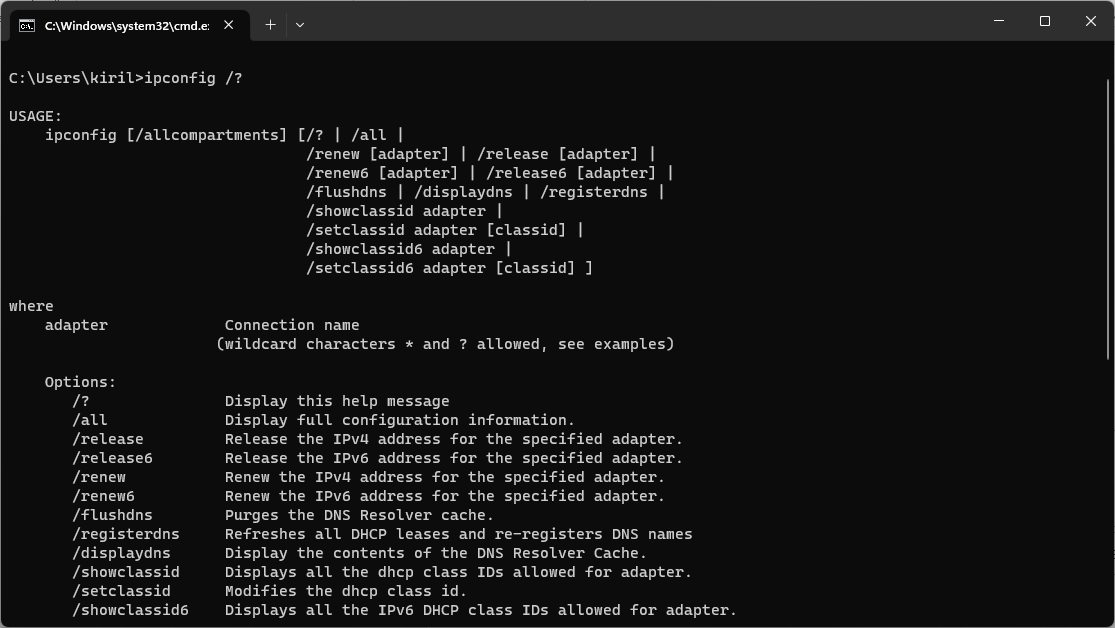 C:\Windows\system32\cmd.e:
C:\Users\kiril>ipconfig /?
USAGE:
    ipconfig [/allcompartments] [/? | /all |
                                 /renew [adapter] | /release [adapter] |
                                 /renew6 [adapter] | /release6 [adapter] |
                                 /flushdns | /displaydns | /registerdns |
                                 /showclassid adapter |
                                 /setclassid adapter [classid] |
                                 /showclassid6 adapter |
                                 /setclassid6 adapter [classid] ]
where
    adapter             Connection name
                       (wildcard characters * and ? allowed, see examples)
    Options:
       /?               Display this help message
       /all             Display full configuration information.
       /release         Release the IPv4 address for the specified adapter.
       /release6        Release the IPv6 address for the specified adapter.
       /renew           Renew the IPv4 address for the specified adapter.
       /renew6          Renew the IPv6 address for the specified adapter.
       /flushdns        Purges the DNS Resolver cache.
       /registerdns     Refreshes all DHCP leases and re-registers DNS names
       /displaydns      Display the contents of the DNS Resolver Cache.
       /showclassid     Displays all the dhcp class IDs allowed for adapter.
       /setclassid      Modifies the dhcp class id.
       /showclassid6    Displays all the IPv6 DHCP class IDs allowed for adapter.